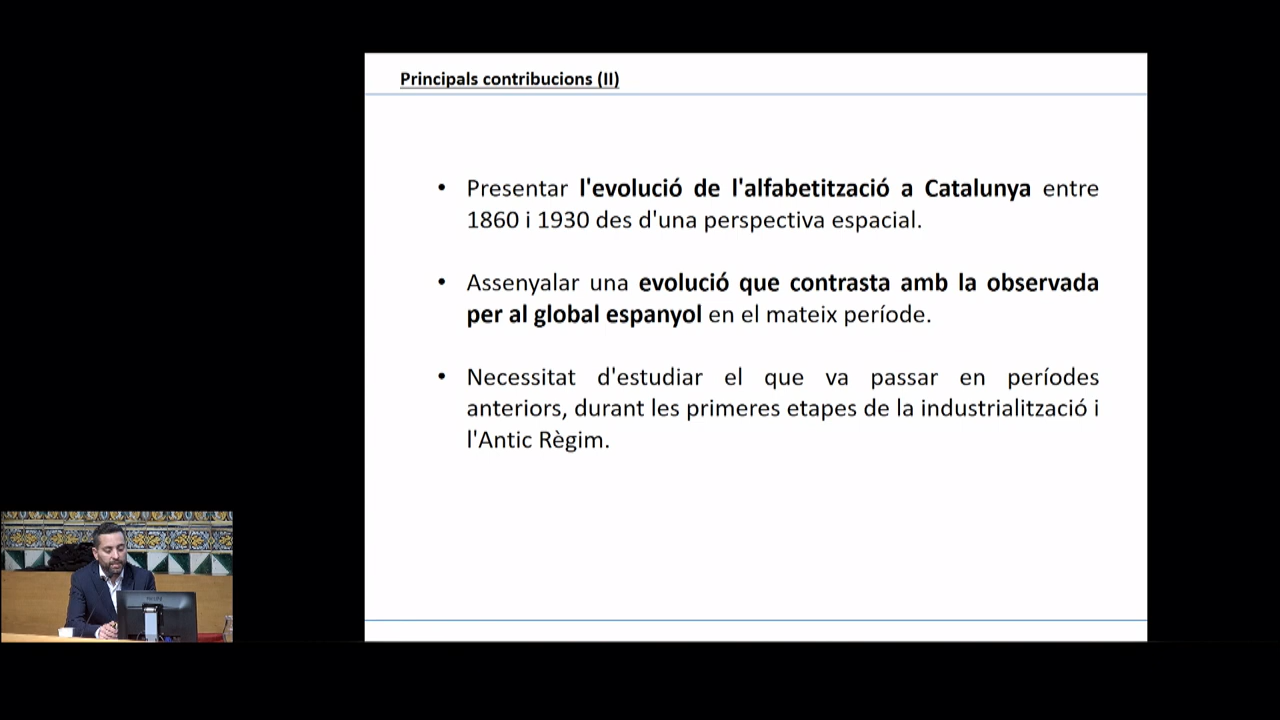 Principals contribucions (II)
• Presentar l'evolució de l'alfabetització a Catalunya entre
1860 i 1930 des d'una perspectiva espacial.
• Assenyalar una evolució que contrasta amb la observada
per al global espanyol en el mateix període.
• Necessitat d'estudiar el que va passar en períodes
anteriors, durant les primeres etapes de la industrialització i
l'Antic Règim.